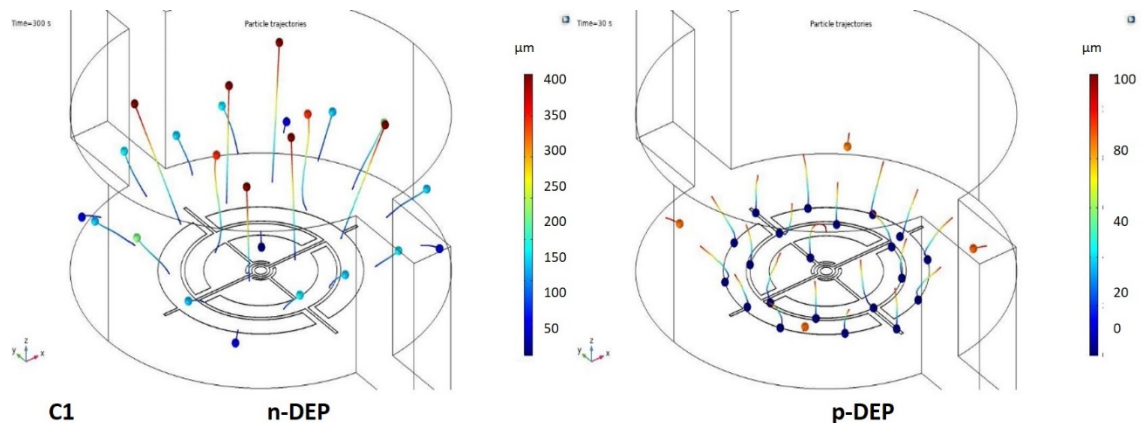 Time=300 s
Particle trajectories
µm
400
350
300
250
200
150
100
50
y z x
C1
n-DEP
Time=30 s
Particle trajectories
µm
100
80
60
40
20
0
y z x
p-DEP